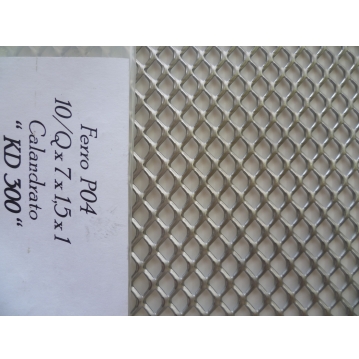 Ferro P04
10/Q x 7 x 1,5 x 1
Calandrato
“ KD 300 “